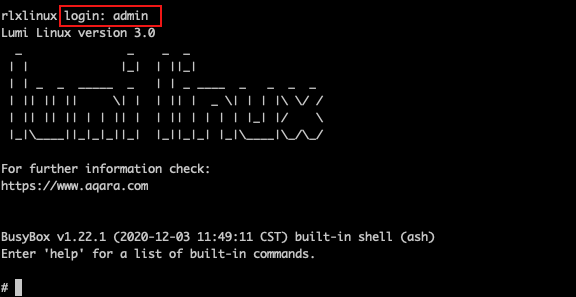 rlxlinux login: admin
Lumi Linux version 3.0
lumi linux
For further information check:
https://www.aqara.com
BusyBox v1.22.1 (2020-12-03 11:49:11 CST) built-in shell (ash)
Enter 'help' for a list of built-in commands.
#